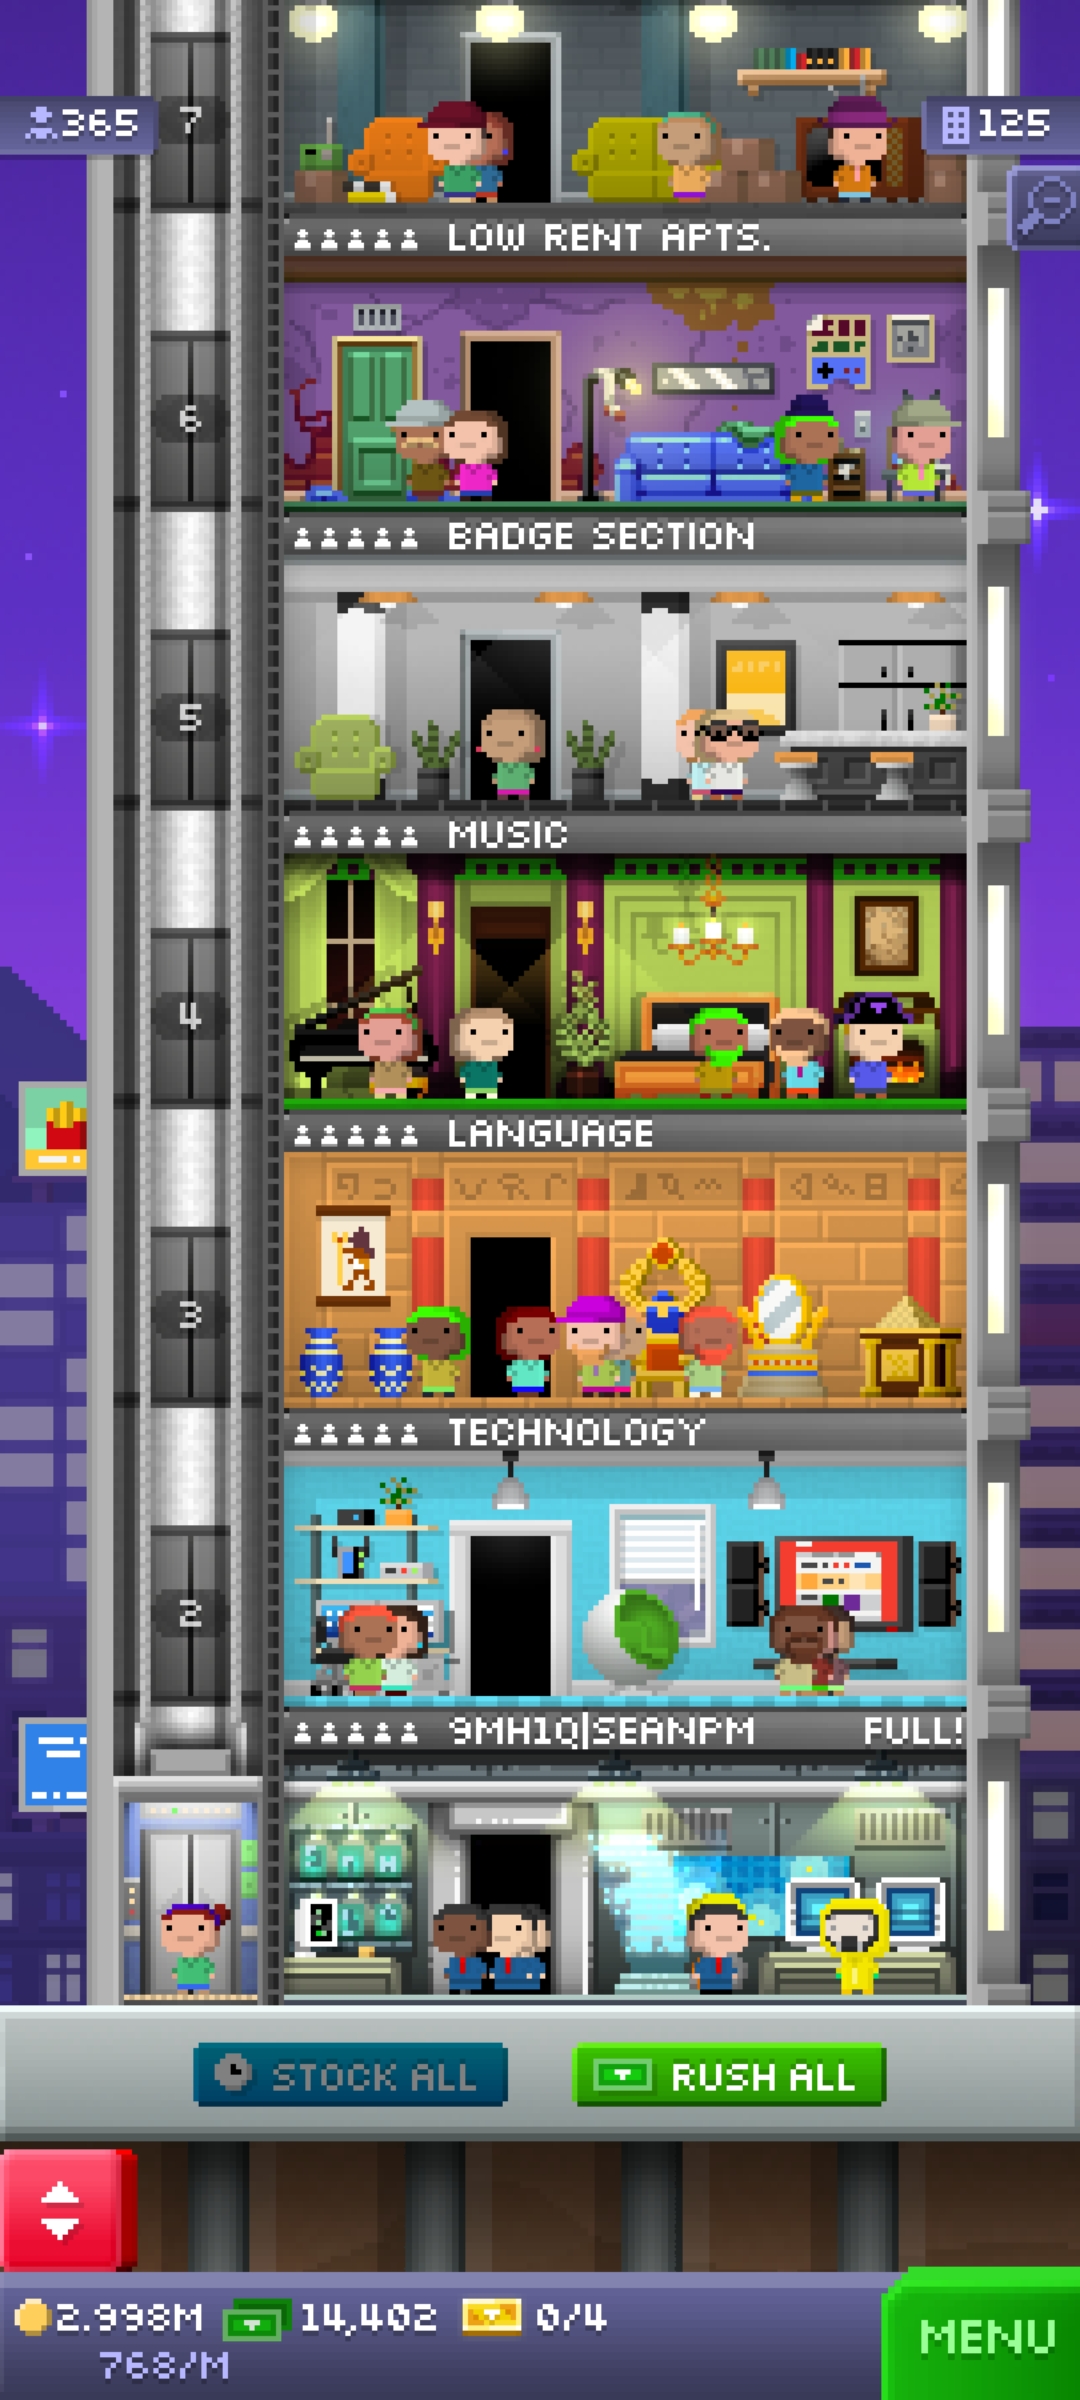 365
7
125
LOW RENT APTS.
6
BADGE SECTION
5
MUSIC
4
LANGUAGE
3
TECHNOLOGY
2
9MH1Q|SEANPM FULL!
STOCK ALL
RUSH ALL
2.998M 14,402 0/4
768/M
MENU